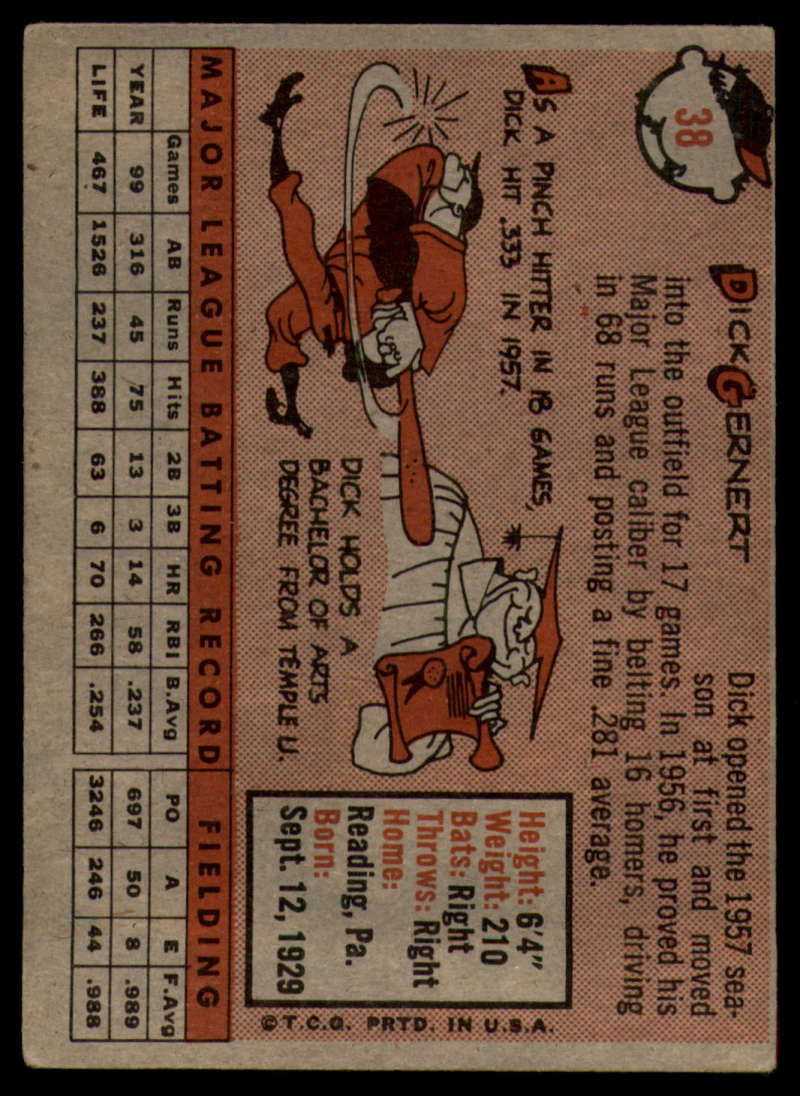 38
DICK GERNERT
Dick opened the 1957 sea-
son at first and moved
into the outfield for 17 games. In 1956, he proved his
Major League caliber by belting 16 homers, driving
in 68 runs and posting a fine .281 average.
AS A PINCH HITTER IN 18 GAMES,
DICK HIT .333 IN 1957.
DICK HOLDS A
BACHELOR OF ARTS
DEGREE FROM TEMPLE U.
Height: 6'4"
Weight: 210
Bats: Right
Throws: Right
Home:
Reading, Pa.
Born:
Sept. 12, 1929
© T.C.G. PRTD. IN U.S.A.
MAJOR LEAGUE BATTING RECORD FIELDING
Games AB Runs Hits 2B 3B HR RBI B.Avg PO A E F.Avg
YEAR 99 316 45 75 13 3 14 58 .237 697 50 8 .989
LIFE 467 1526 237 388 63 6 70 266 .254 3246 246 44 .988